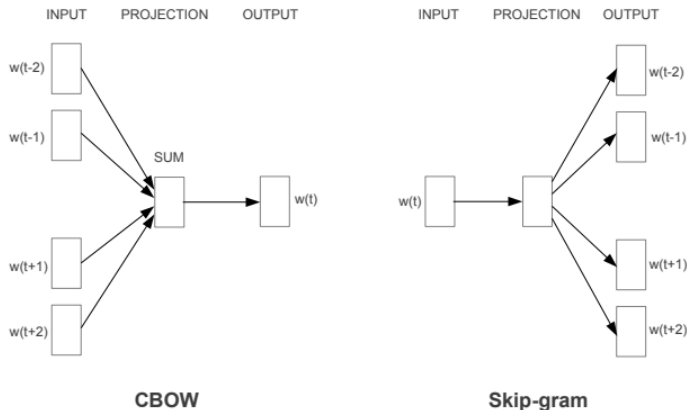 INPUT PROJECTION OUTPUT
w(t-2)
w(t-1)
SUM
w(t)
w(t+1)
w(t+2)
CBOW
INPUT PROJECTION OUTPUT
w(t-2)
w(t-1)
w(t)
w(t+1)
w(t+2)
Skip-gram